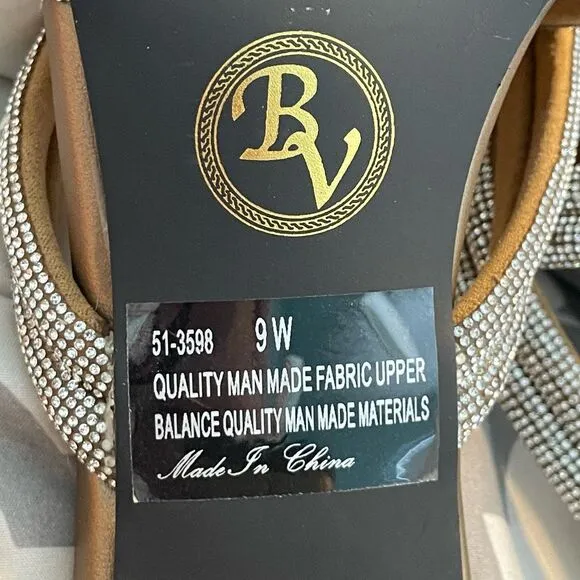 BV
51-3598 9 W
QUALITY MAN MADE FABRIC UPPER
BALANCE QUALITY MAN MADE MATERIALS
Made In China